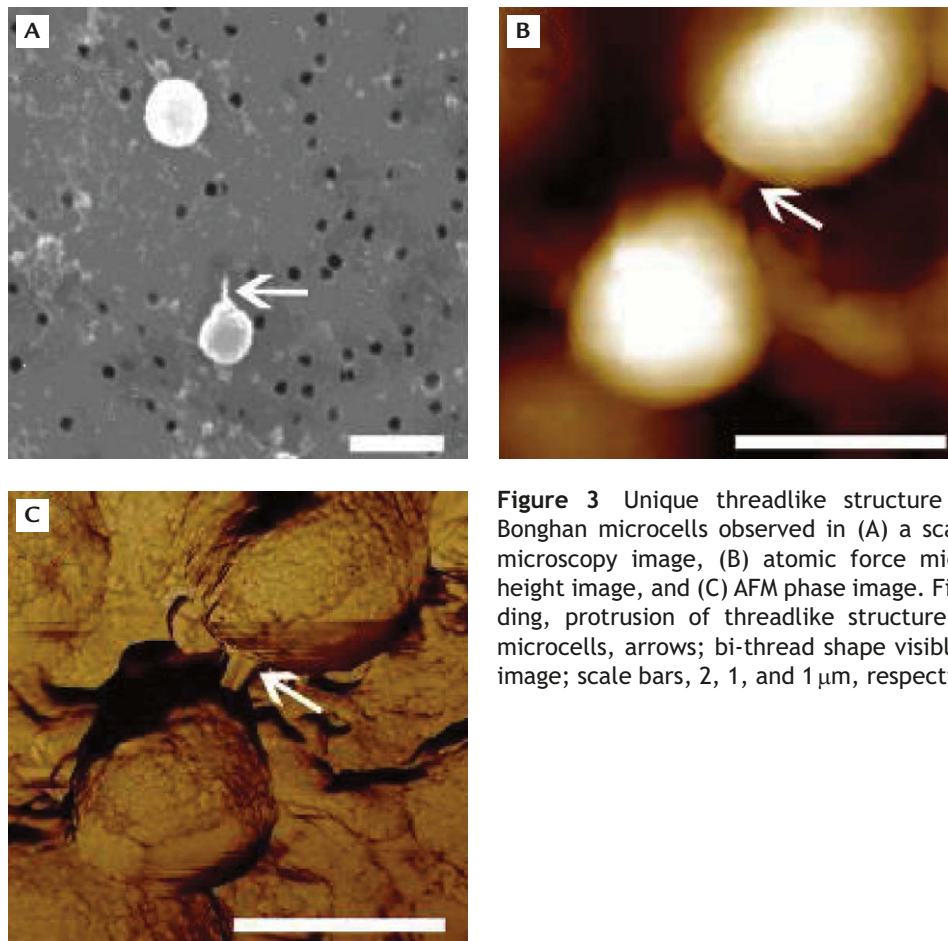 A
B
C
Figure 3 Unique threadlike structure
Bonghan microcells observed in (A) a sca
microscopy image, (B) atomic force mic
height image, and (C) AFM phase image. Fi
ding, protrusion of threadlike structure
microcells, arrows; bi-thread shape visibl
image; scale bars, 2, 1, and 1 μm, respect